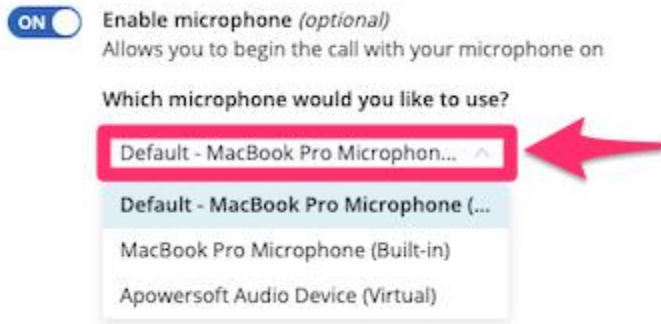 ON
Enable microphone (optional)
Allows you to begin the call with your microphone on
Which microphone would you like to use?
Default - MacBook Pro Microphon...
Default - MacBook Pro Microphone (...
MacBook Pro Microphone (Built-in)
Apowersoft Audio Device (Virtual)